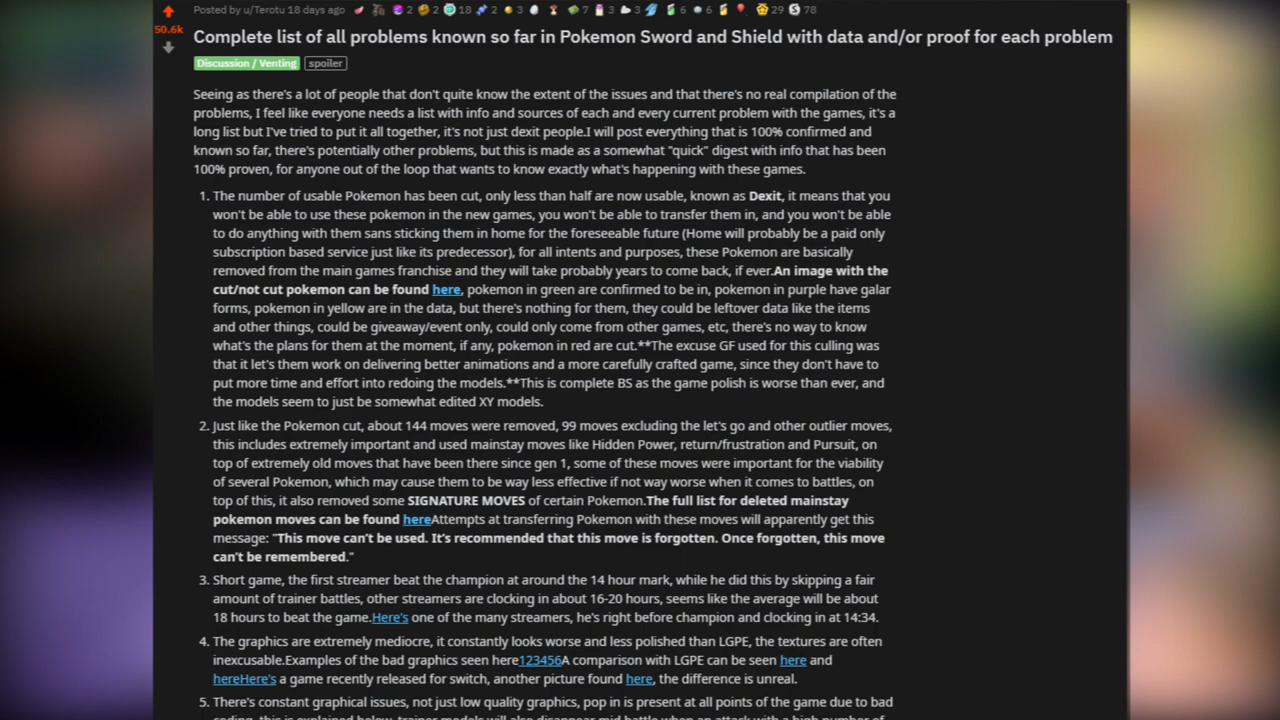 Posted by u/Terotu 18 days ago 2 2 18 2 3 3 7 3 3 6 6 29 78
50.6k
Complete list of all problems known so far in Pokemon Sword and Shield with data and/or proof for each problem
Discussion / Venting spoiler
Seeing as there's a lot of people that don't quite know the extent of the issues and that there's no real compilation of the
problems, I feel like everyone needs a list with info and sources of each and every current problem with the games, it's a
long list but I've tried to put it all together, it's not just dexit people.I will post everything that is 100% confirmed and
known so far, there's potentially other problems, but this is made as a somewhat "quick" digest with info that has been
100% proven, for anyone out of the loop that wants to know exactly what's happening with these games.
1. The number of usable Pokemon has been cut, only less than half are now usable, known as Dexit, it means that you
won't be able to use these pokemon in the new games, you won't be able to transfer them in, and you won't be able
to do anything with them sans sticking them in home for the foreseeable future (Home will probably be a paid only
subscription based service just like its predecessor), for all intents and purposes, these Pokemon are basically
removed from the main games franchise and they will take probably years to come back, if ever.An image with the
cut/not cut pokemon can be found here, pokemon in green are confirmed to be in, pokemon in purple have galar
forms, pokemon in yellow are in the data, but there's nothing for them, they could be leftover data like the items
and other things, could be giveaway/event only, could only come from other games, etc, there's no way to know
what's the plans for them at the moment, if any, pokemon in red are cut.**The excuse GF used for this culling was
that it let's them work on delivering better animations and a more carefully crafted game, since they don't have to
put more time and effort into redoing the models.**This is complete BS as the game polish is worse than ever, and
the models seem to just be somewhat edited XY models.
2. Just like the Pokemon cut, about 144 moves were removed, 99 moves excluding the let's go and other outlier moves,
this includes extremely important and used mainstay moves like Hidden Power, return/frustration and Pursuit, on
top of extremely old moves that have been there since gen 1, some of these moves were important for the viability
of several Pokemon, which may cause them to be way less effective if not way worse when it comes to battles, on
top of this, it also removed some SIGNATURE MOVES of certain Pokemon.The full list for deleted mainstay
pokemon moves can be found hereAttempts at transferring Pokemon with these moves will apparently get this
message: "This move can't be used. It's recommended that this move is forgotten. Once forgotten, this move
can't be remembered."
3. Short game, the first streamer beat the champion at around the 14 hour mark, while he did this by skipping a fair
amount of trainer battles, other streamers are clocking in about 16-20 hours, seems like the average will be about
18 hours to beat the game.Here's one of the many streamers, he's right before champion and clocking in at 14:34.
4. The graphics are extremely mediocre, it constantly looks worse and less polished than LGPE, the textures are often
inexcusable.Examples of the bad graphics seen here123456A comparison with LGPE can be seen here and
hereHere's a game recently released for switch, another picture found here, the difference is unreal.
5. There's constant graphical issues, not just low quality graphics, pop in is present at all points of the game due to bad
coding, this is explained below, trainer models will also disappear mid battle when an attack with a high number of